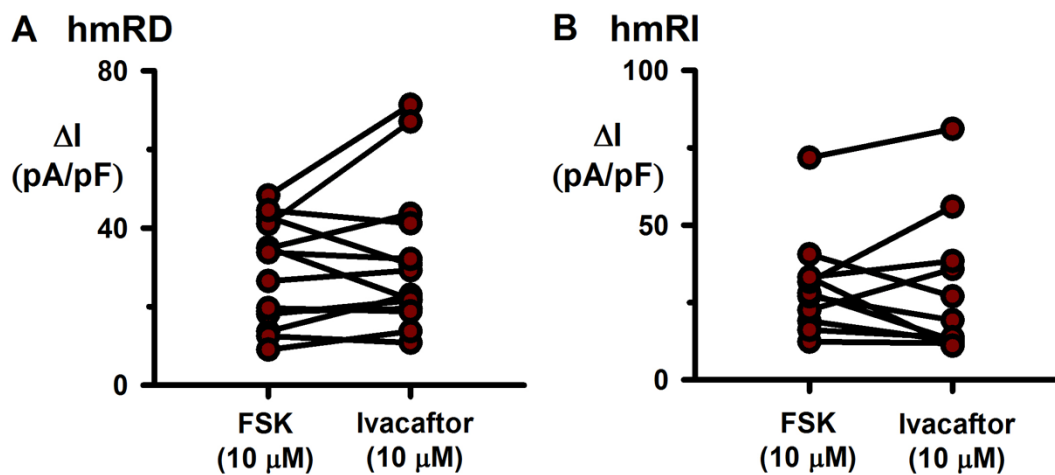 A hmRD
80
ΔI
(pA/pF)
40
0
FSK
(10 μM)
Ivacaftor
(10 μM)
B hmRI
100
ΔI
(pA/pF)
50
0
FSK
(10 μM)
Ivacaftor
(10 μM)